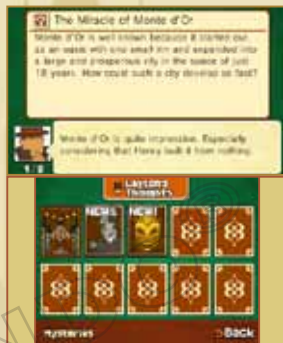 The Miracle of Monte d'Or
Monte d'Or is well known because it started out
as an oasis with one small inn and expanded into
a large and prosperous city in the space of just
18 years. How could such a city develop so fast?
Monte d'Or is quite impressive. Especially
considering that Henry built it from nothing.
Layton's
Thoughts
NEW!
NEW!
Mysteries
Back